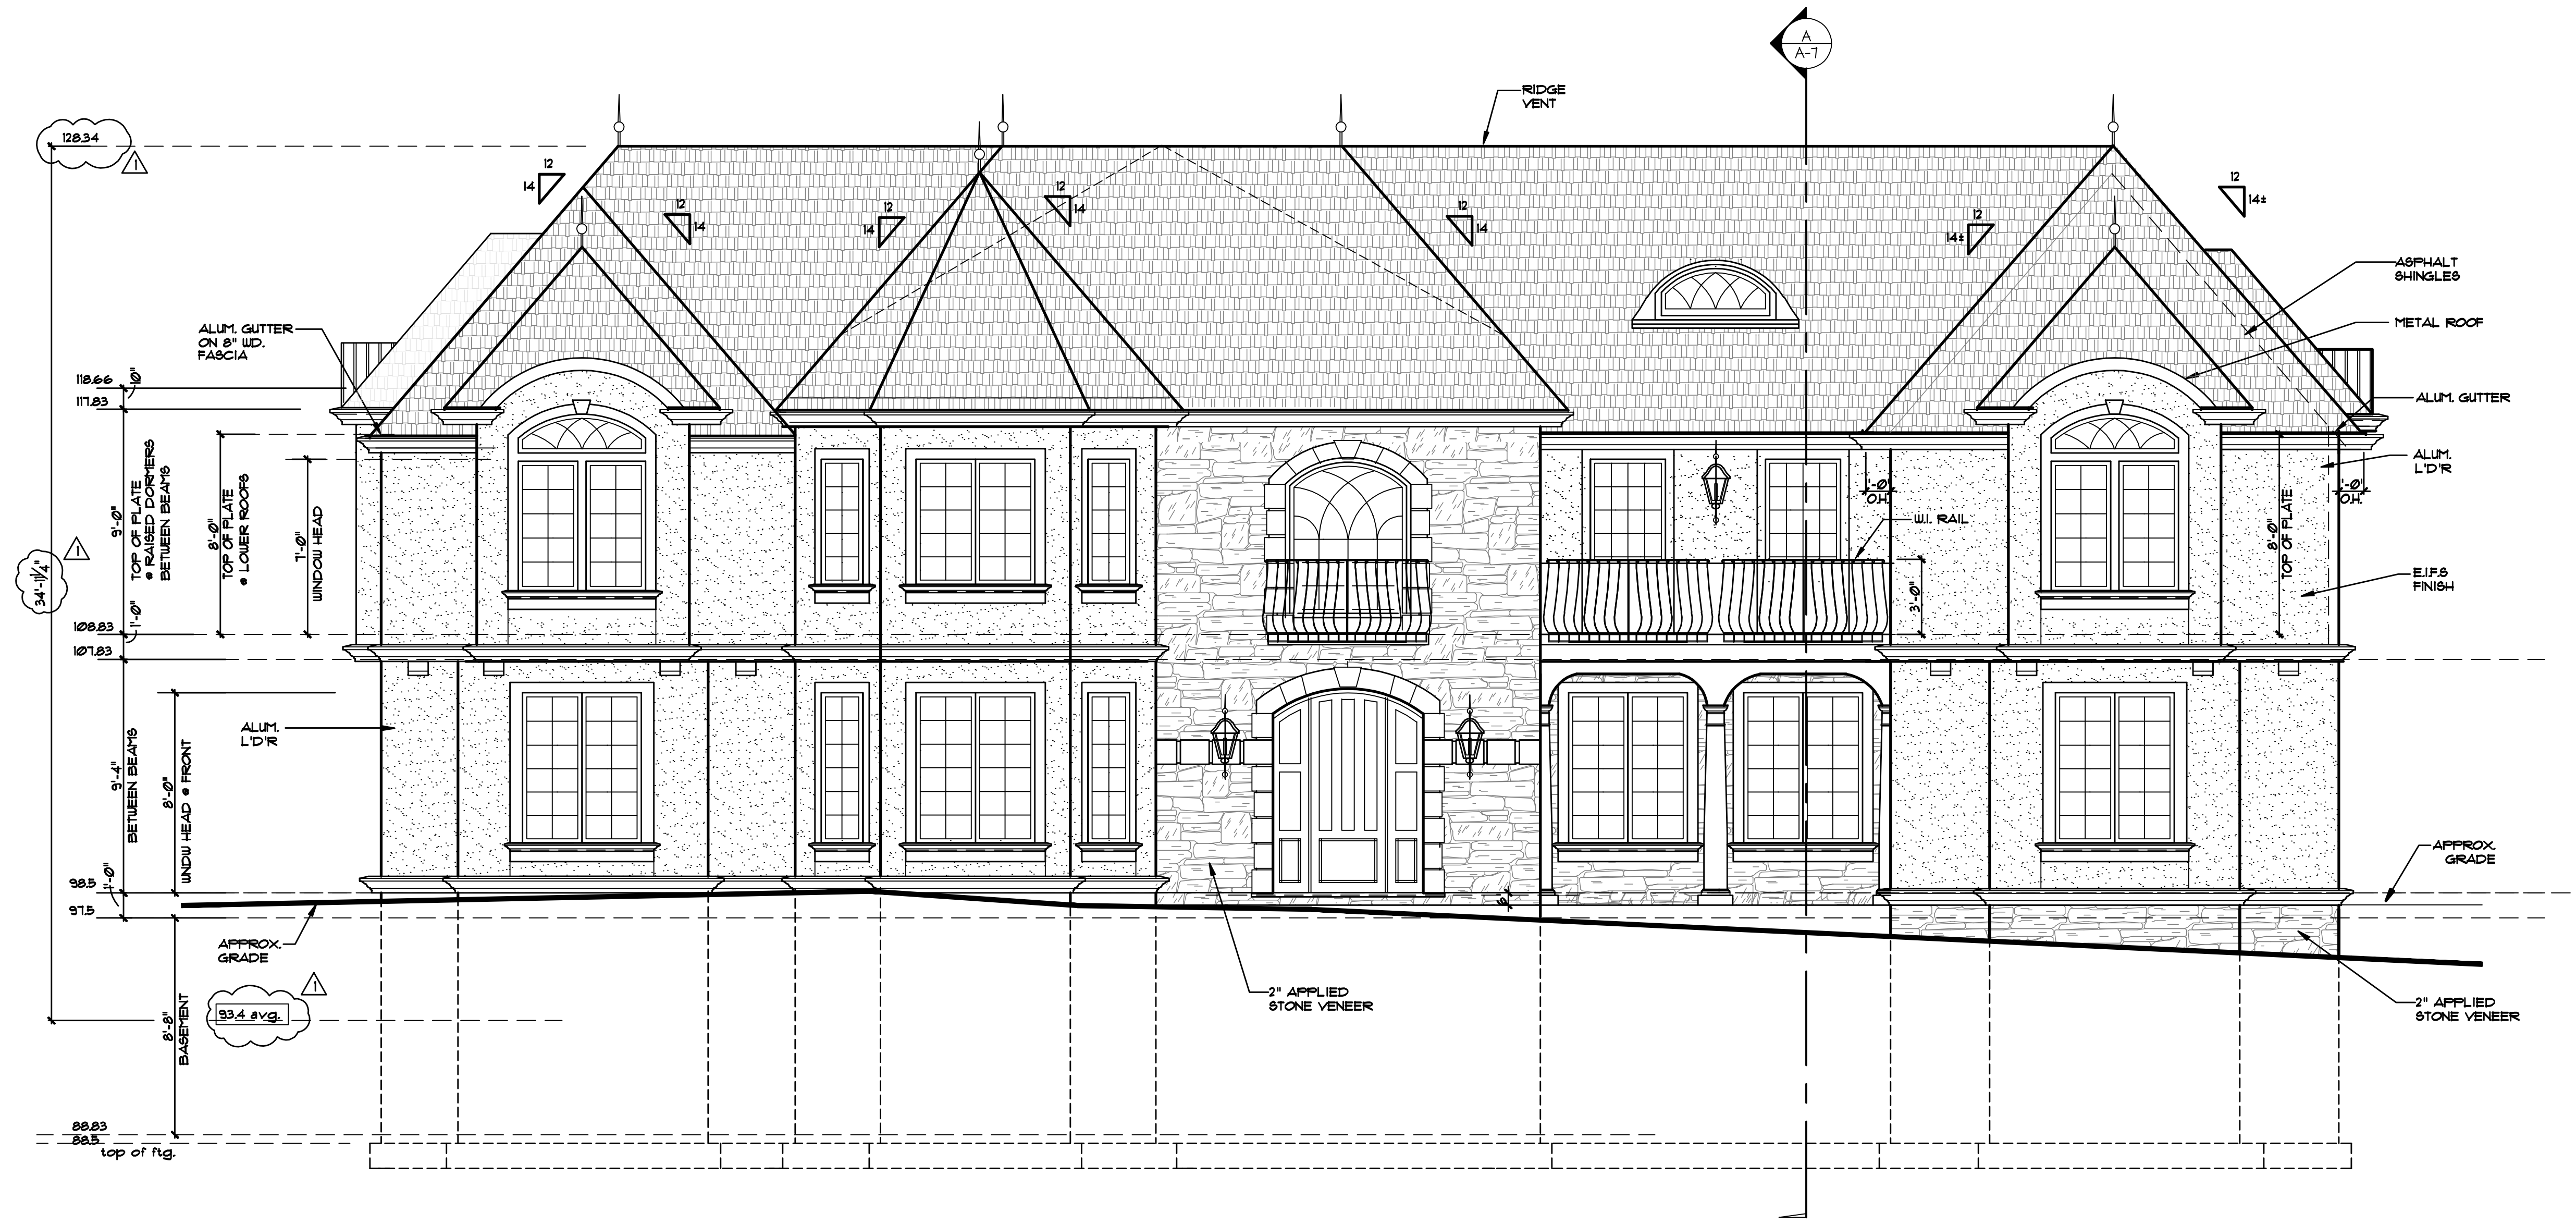 A
A-7
RIDGE
VENT
128.34
1
12
14
12
14
12
14
12
14
12
14
12
14±
12
14±
ASPHALT
SHINGLES
METAL ROOF
ALUM. GUTTER
ALUM. GUTTER
ON 8" WD.
FASCIA
118.66
10"
117.83
9'-0"
TOP OF PLATE
@ RAISED DORMERS
BETWEEN BEAMS
8'-0"
TOP OF PLATE
@ LOWER ROOFS
7'-0"
WINDOW HEAD
ALUM.
L'D'R
1'-0"
O.H.
1'-0"
O.H.
W.I. RAIL
8'-0"
TOP OF PLATE
3'-0"
E.I.F.S
FINISH
1
34'-11/4"
1'-0"
108.83
107.83
ALUM.
L'D'R
9'-4"
BETWEEN BEAMS
8'-0"
WNDW HEAD @ FRONT
98.5
1'-0"
97.5
6"
APPROX.
GRADE
APPROX.
GRADE
1
93.4 avg.
8'-8"
BASEMENT
2" APPLIED
STONE VENEER
2" APPLIED
STONE VENEER
88.83
88.5
top of ftg.